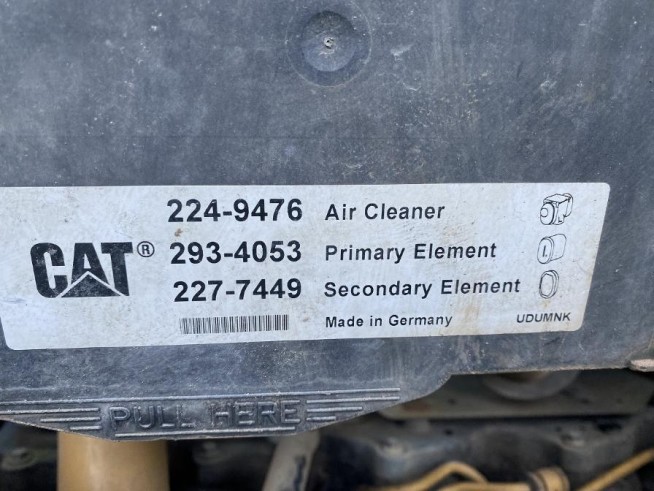 224-9476 Air Cleaner
CAT® 293-4053 Primary Element L
227-7449 Secondary Element
Made in Germany UDUMNK
PULL HERE